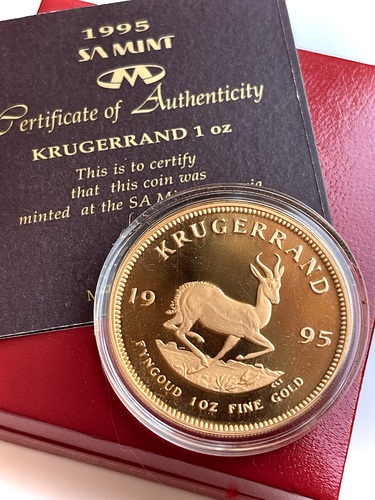 1995
SA MINT
Certificate of Authenticity
KRUGERRAND 1 oz
This is to certify
that this coin was
minted at the SA
KRUGERRAND
19 95
FYNGOUD 1OZ FINE GOLD